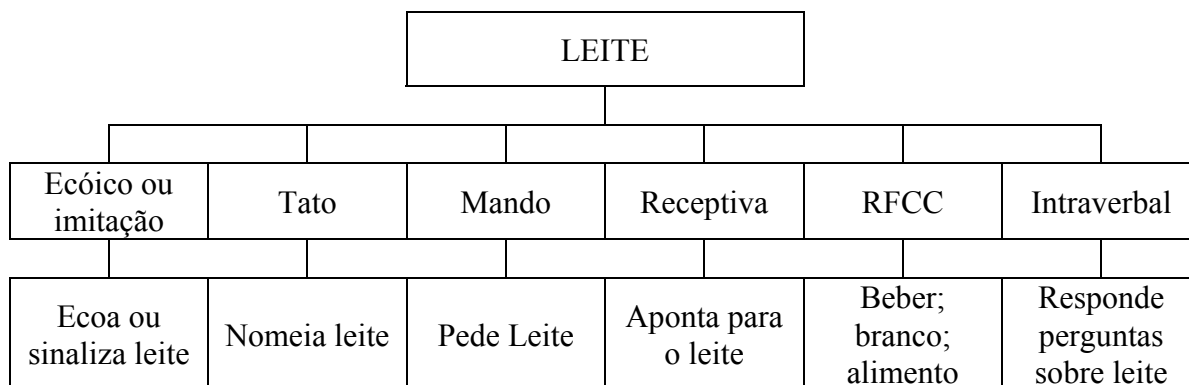 LEITE
Ecóico ou
imitação
Tato
Mando
Receptiva
RFCC
Intraverbal
Ecoa ou
sinaliza leite
Nomeia leite
Pede Leite
Aponta para
o leite
Beber;
branco;
alimento
Responde
perguntas
sobre leite